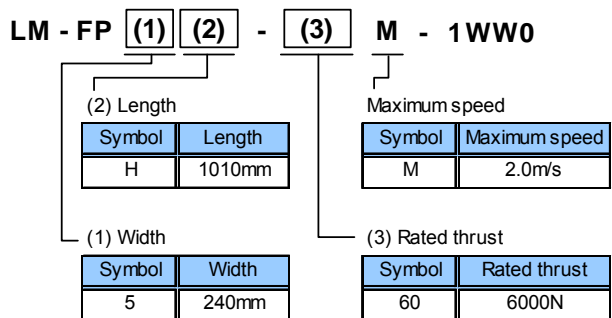 LM - FP (1) (2) - (3) M - 1WW0
(2) Length
Symbol Length
H 1010mm
Maximum speed
Symbol Maximum speed
M 2.0m/s
(1) Width
Symbol Width
5 240mm
(3) Rated thrust
Symbol Rated thrust
60 6000N